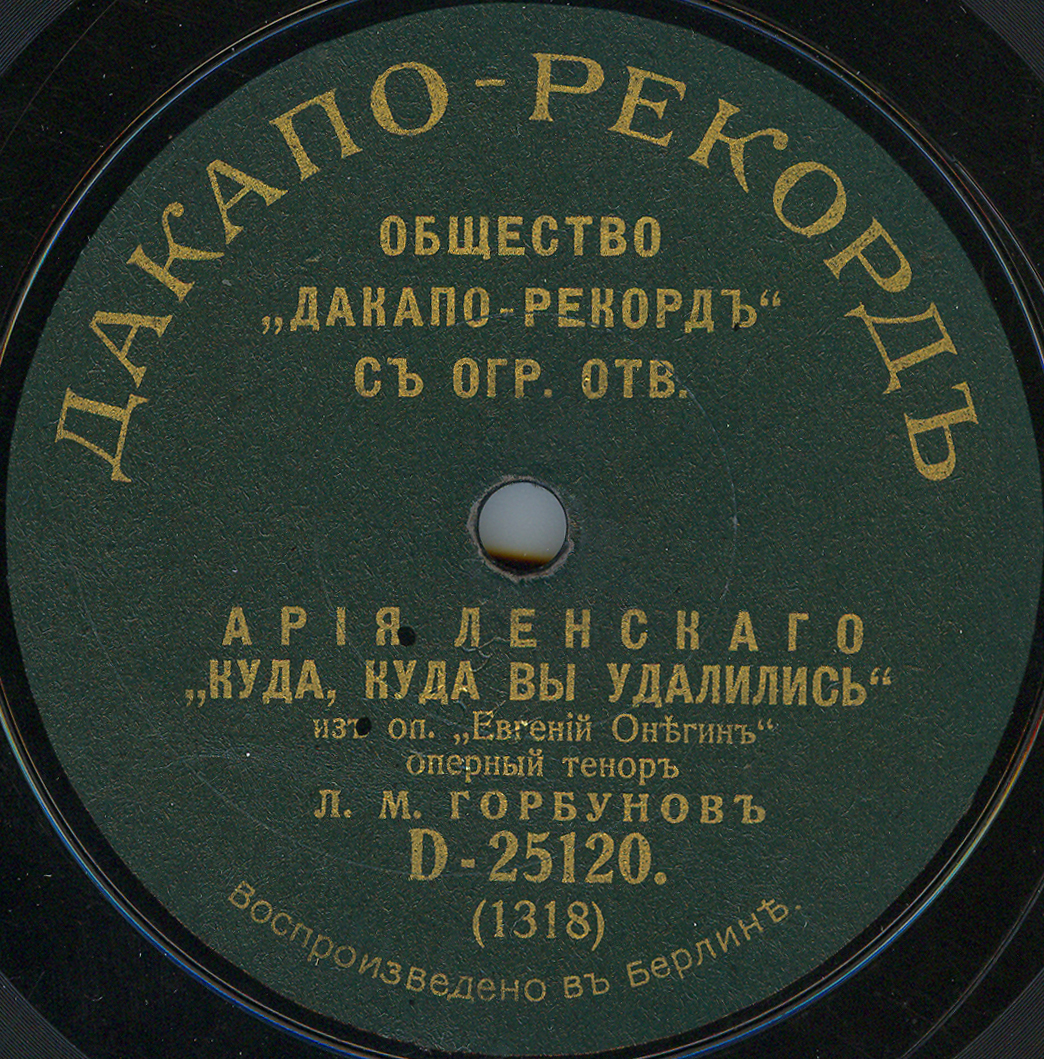 ДАКАПО-РЕКОРДЪ
ОБЩЕСТВО
„ДАКАПО-РЕКОРДЪ“
СЪ ОГР. ОТВ.
АРІЯ ЛЕНСКАГО
„КУДА, КУДА ВЫ УДАЛИЛИСЬ“
изъ оп. „Евгеній Онѣгинъ“
оперный теноръ
Л. М. ГОРБУНОВЪ
D-25120.
(1318)
Воспроизведено въ Берлинѣ.